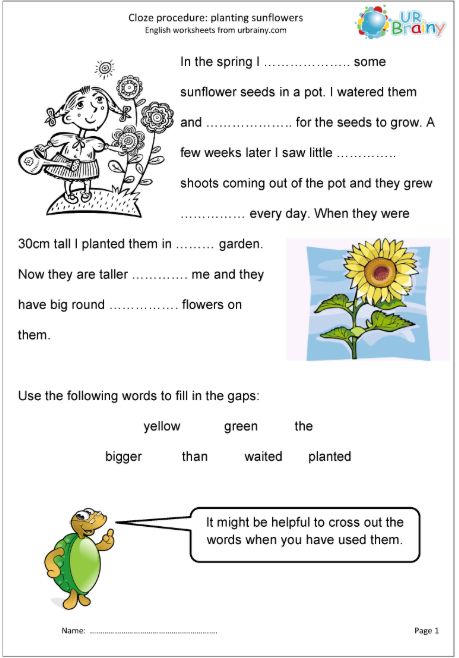 Cloze procedure: planting sunflowers
English worksheets from urbrainy.com
UR
Brainy
In the spring I ……………….. some
sunflower seeds in a pot. I watered them
and ……………….. for the seeds to grow. A
few weeks later I saw little …………..
shoots coming out of the pot and they grew
…………… every day. When they were
30cm tall I planted them in ……… garden.
Now they are taller …………. me and they
have big round ……………. flowers on
them.
Use the following words to fill in the gaps:
yellow green the
bigger than waited planted
It might be helpful to cross out the
words when you have used them.
Name: ……………………………………………………
Page 1